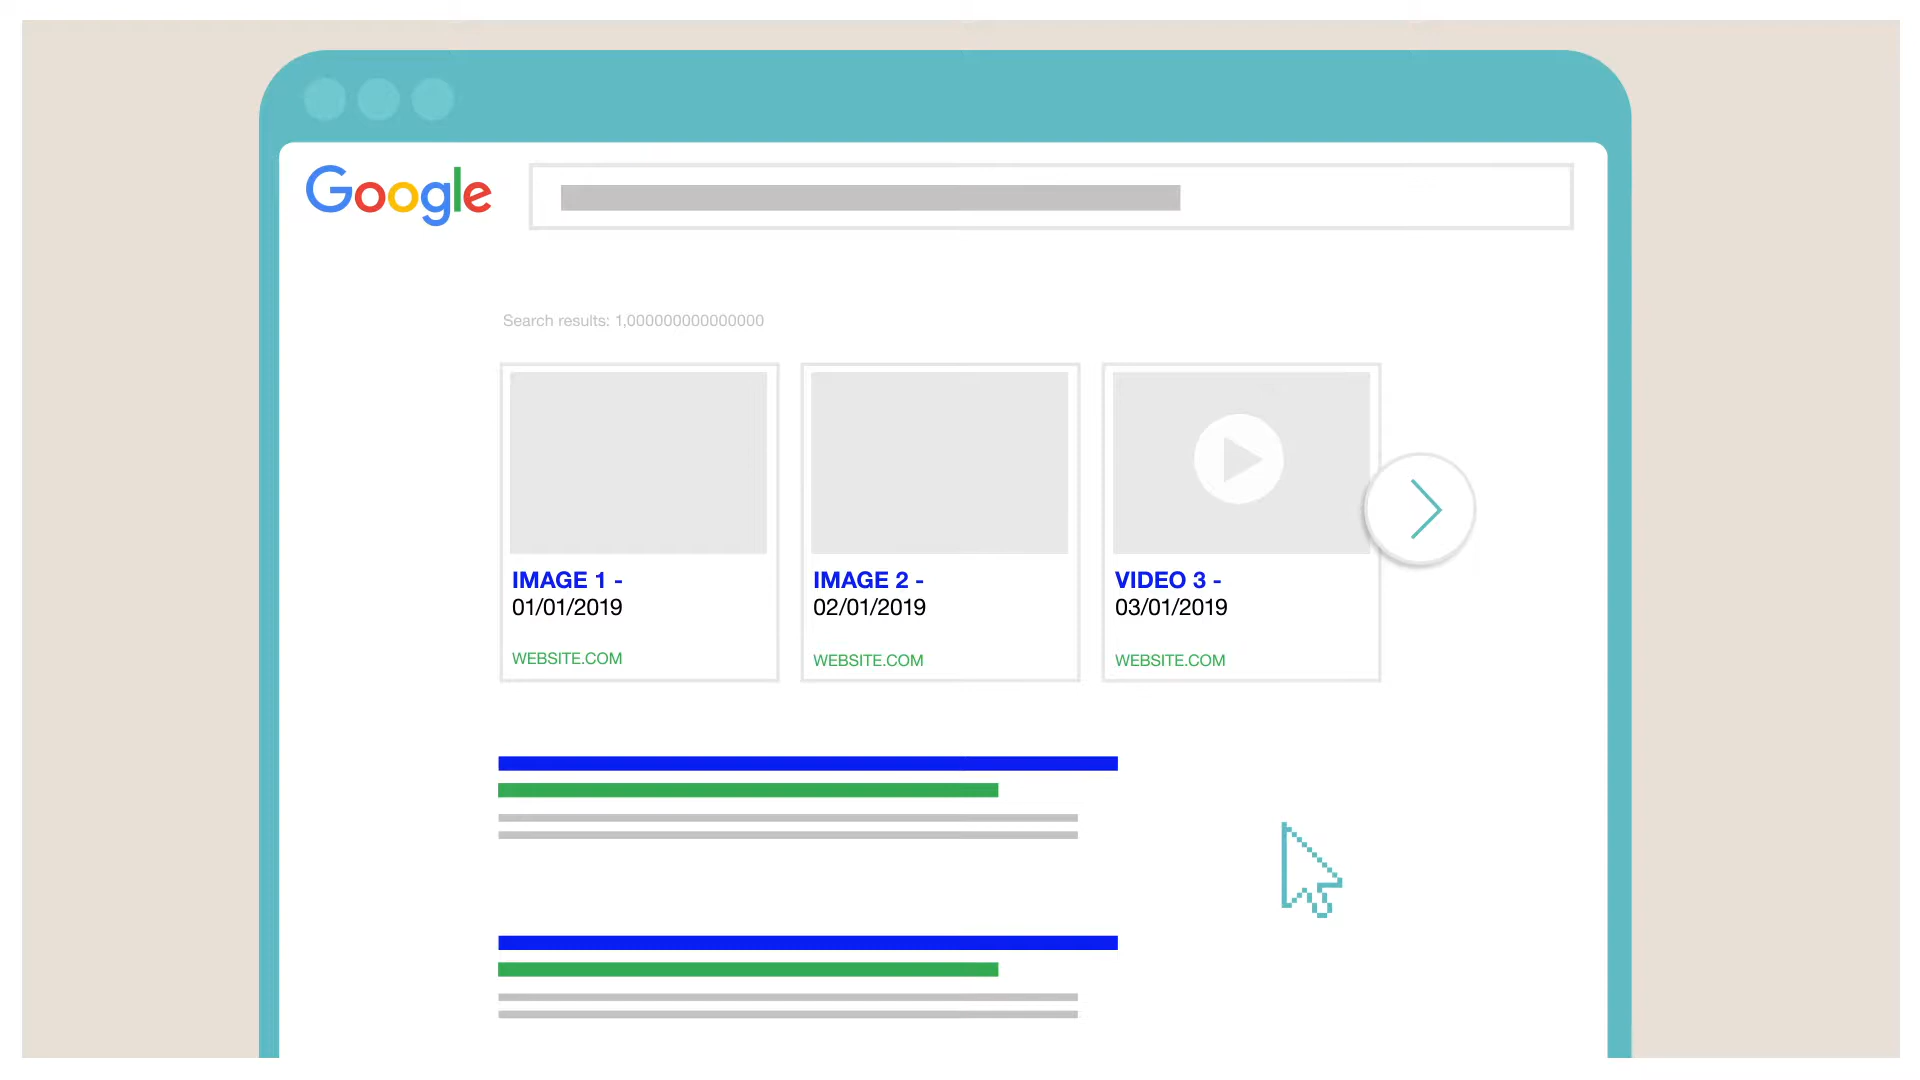 Google
Search results: 1,000000000000000
IMAGE 1 -
01/01/2019
WEBSITE.COM
IMAGE 2 -
02/01/2019
WEBSITE.COM
VIDEO 3 -
03/01/2019
WEBSITE.COM